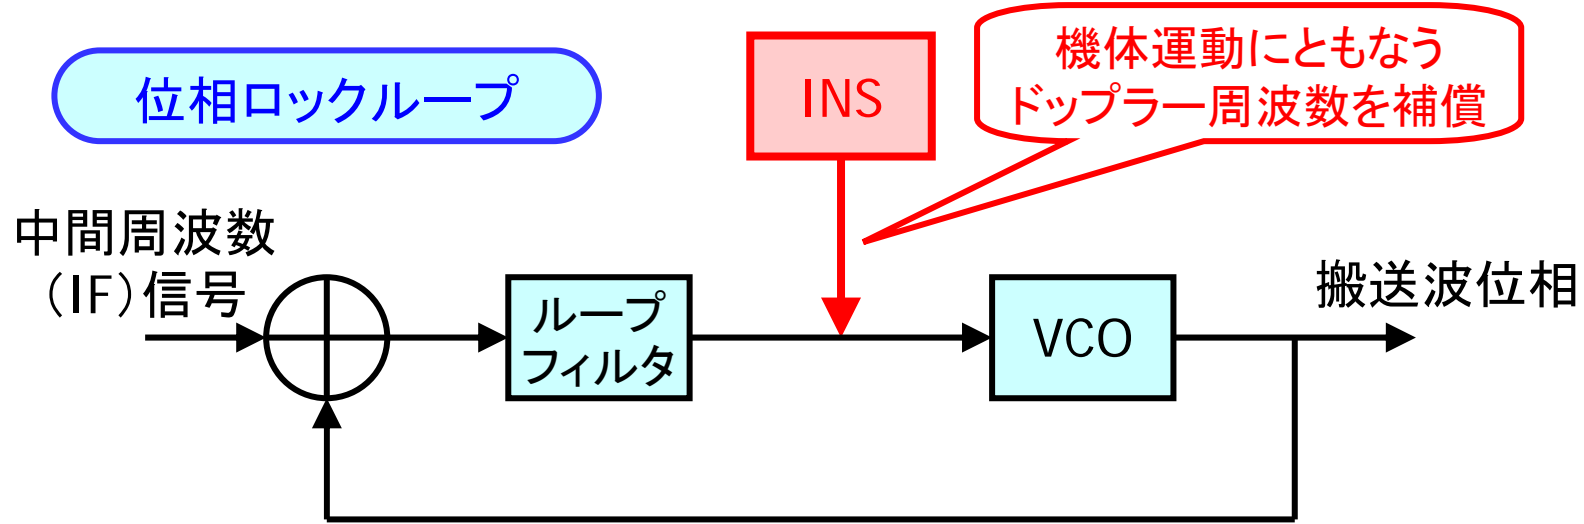 位相ロックループ
INS
機体運動にともなう
ドップラー周波数を補償
中間周波数
(IF)信号
ループ
フィルタ
VCO
搬送波位相